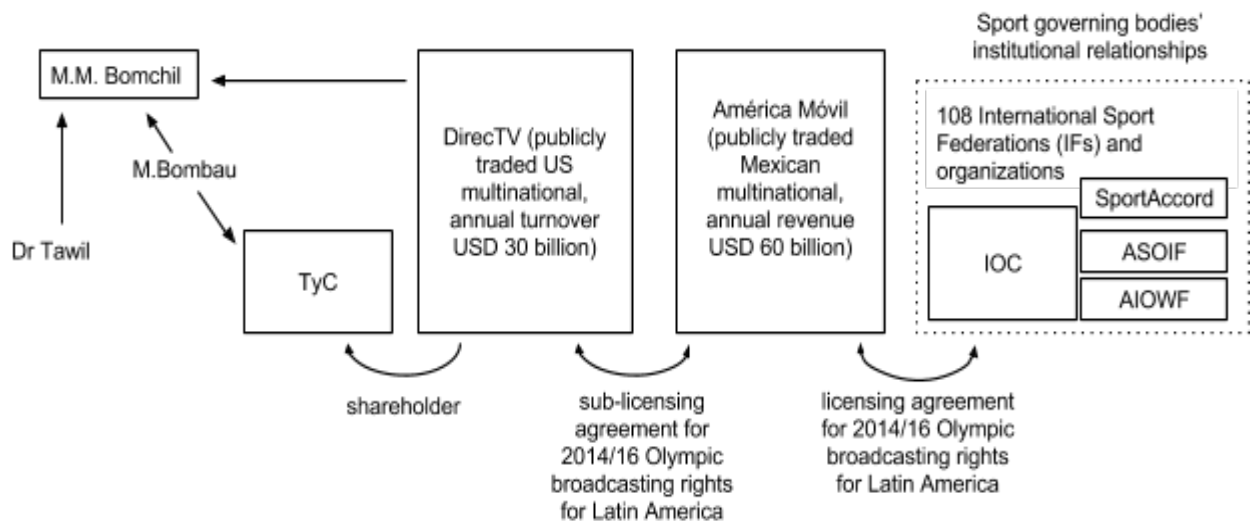 Sport governing bodies'
institutional relationships
M.M. Bomchil
M.Bombau
Dr Tawil
TyC
DirecTV (publicly
traded US
multinational,
annual turnover
USD 30 billion)
América Móvil
(publicly traded
Mexican
multinational,
annual revenue
USD 60 billion)
108 International Sport
Federations (IFs) and
organizations
SportAccord
IOC
ASOIF
AIOWF
shareholder
sub-licensing
agreement for
2014/16 Olympic
broadcasting rights
for Latin America
licensing agreement
for 2014/16 Olympic
broadcasting rights
for Latin America